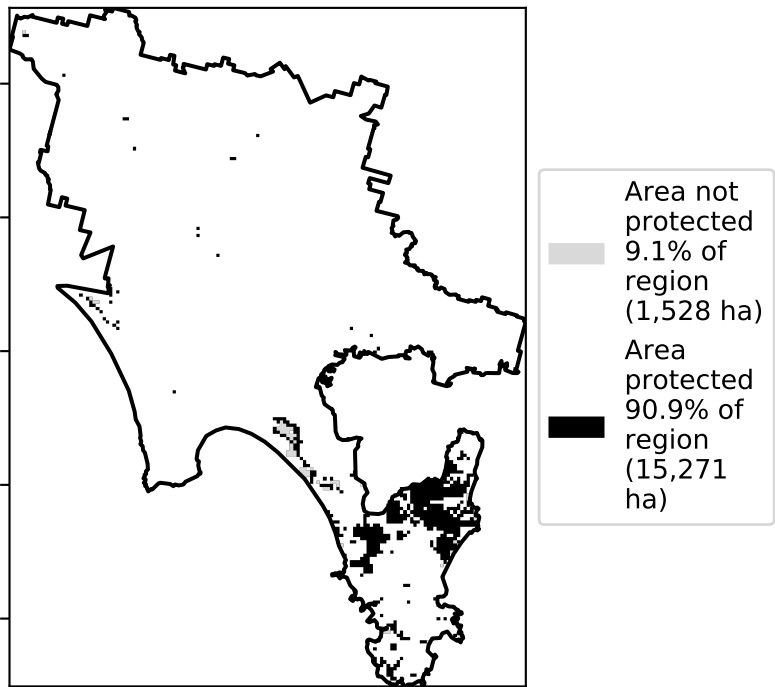 Area not
protected
9.1% of
region
(1,528 ha)
Area
protected
90.9% of
region
(15,271
ha)